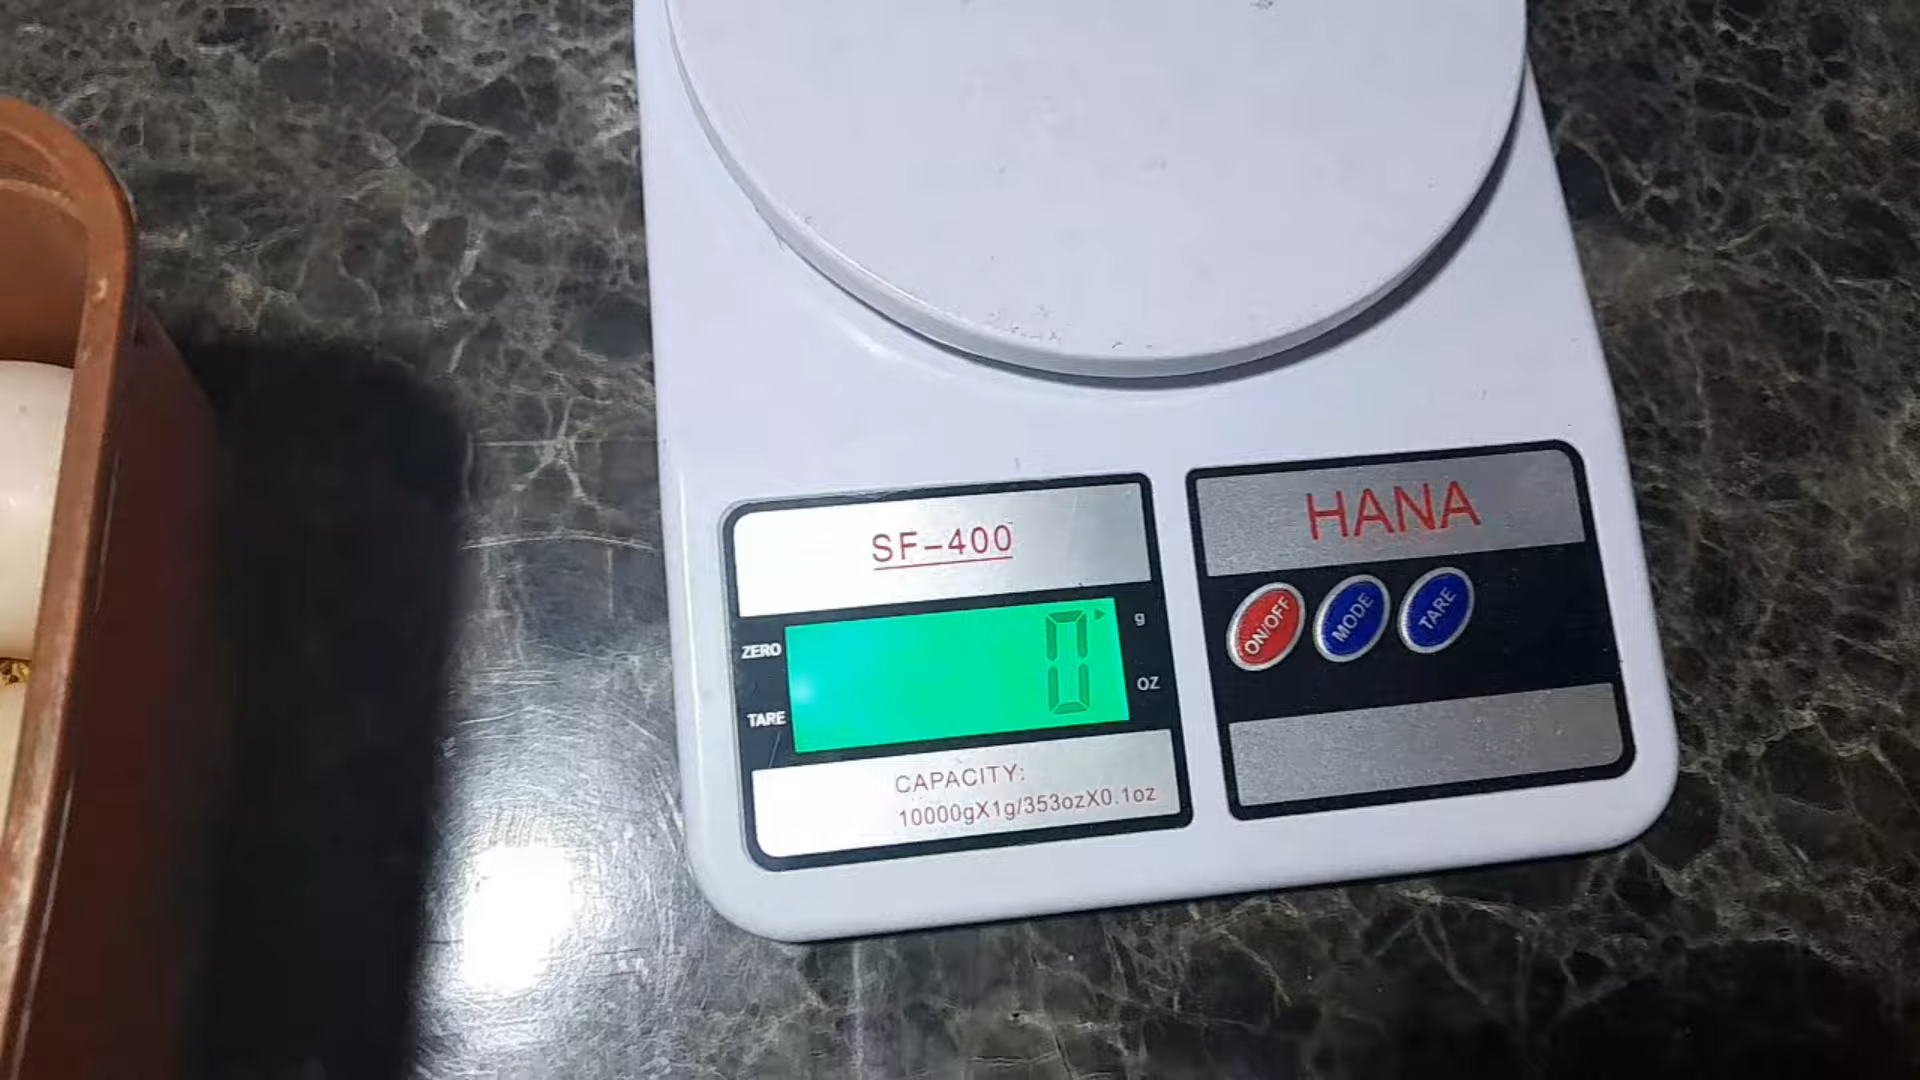 SF-400
HANA
ZERO
TARE
0
g
OZ
ON/OFF
MODE
TARE
CAPACITY:
10000gX1g/353ozX0.1oz